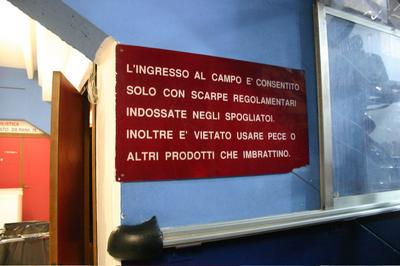 L'INGRESSO AL CAMPO E' CONSENTITO
SOLO CON SCARPE REGOLAMENTARI
INDOSSATE NEGLI SPOGLIATOI.
INOLTRE E' VIETATO USARE PECE O
ALTRI PRODOTTI CHE IMBRATTINO.